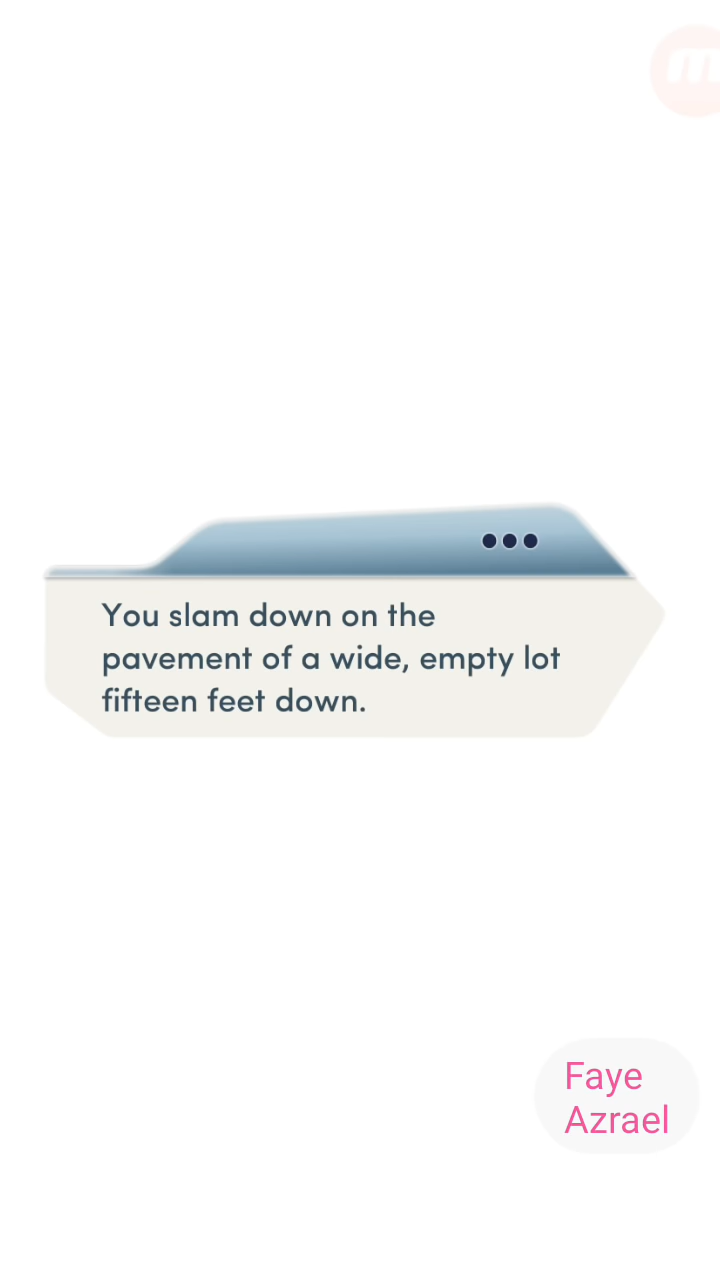 You slam down on the
pavement of a wide, empty lot
fifteen feet down.
Faye
Azrael